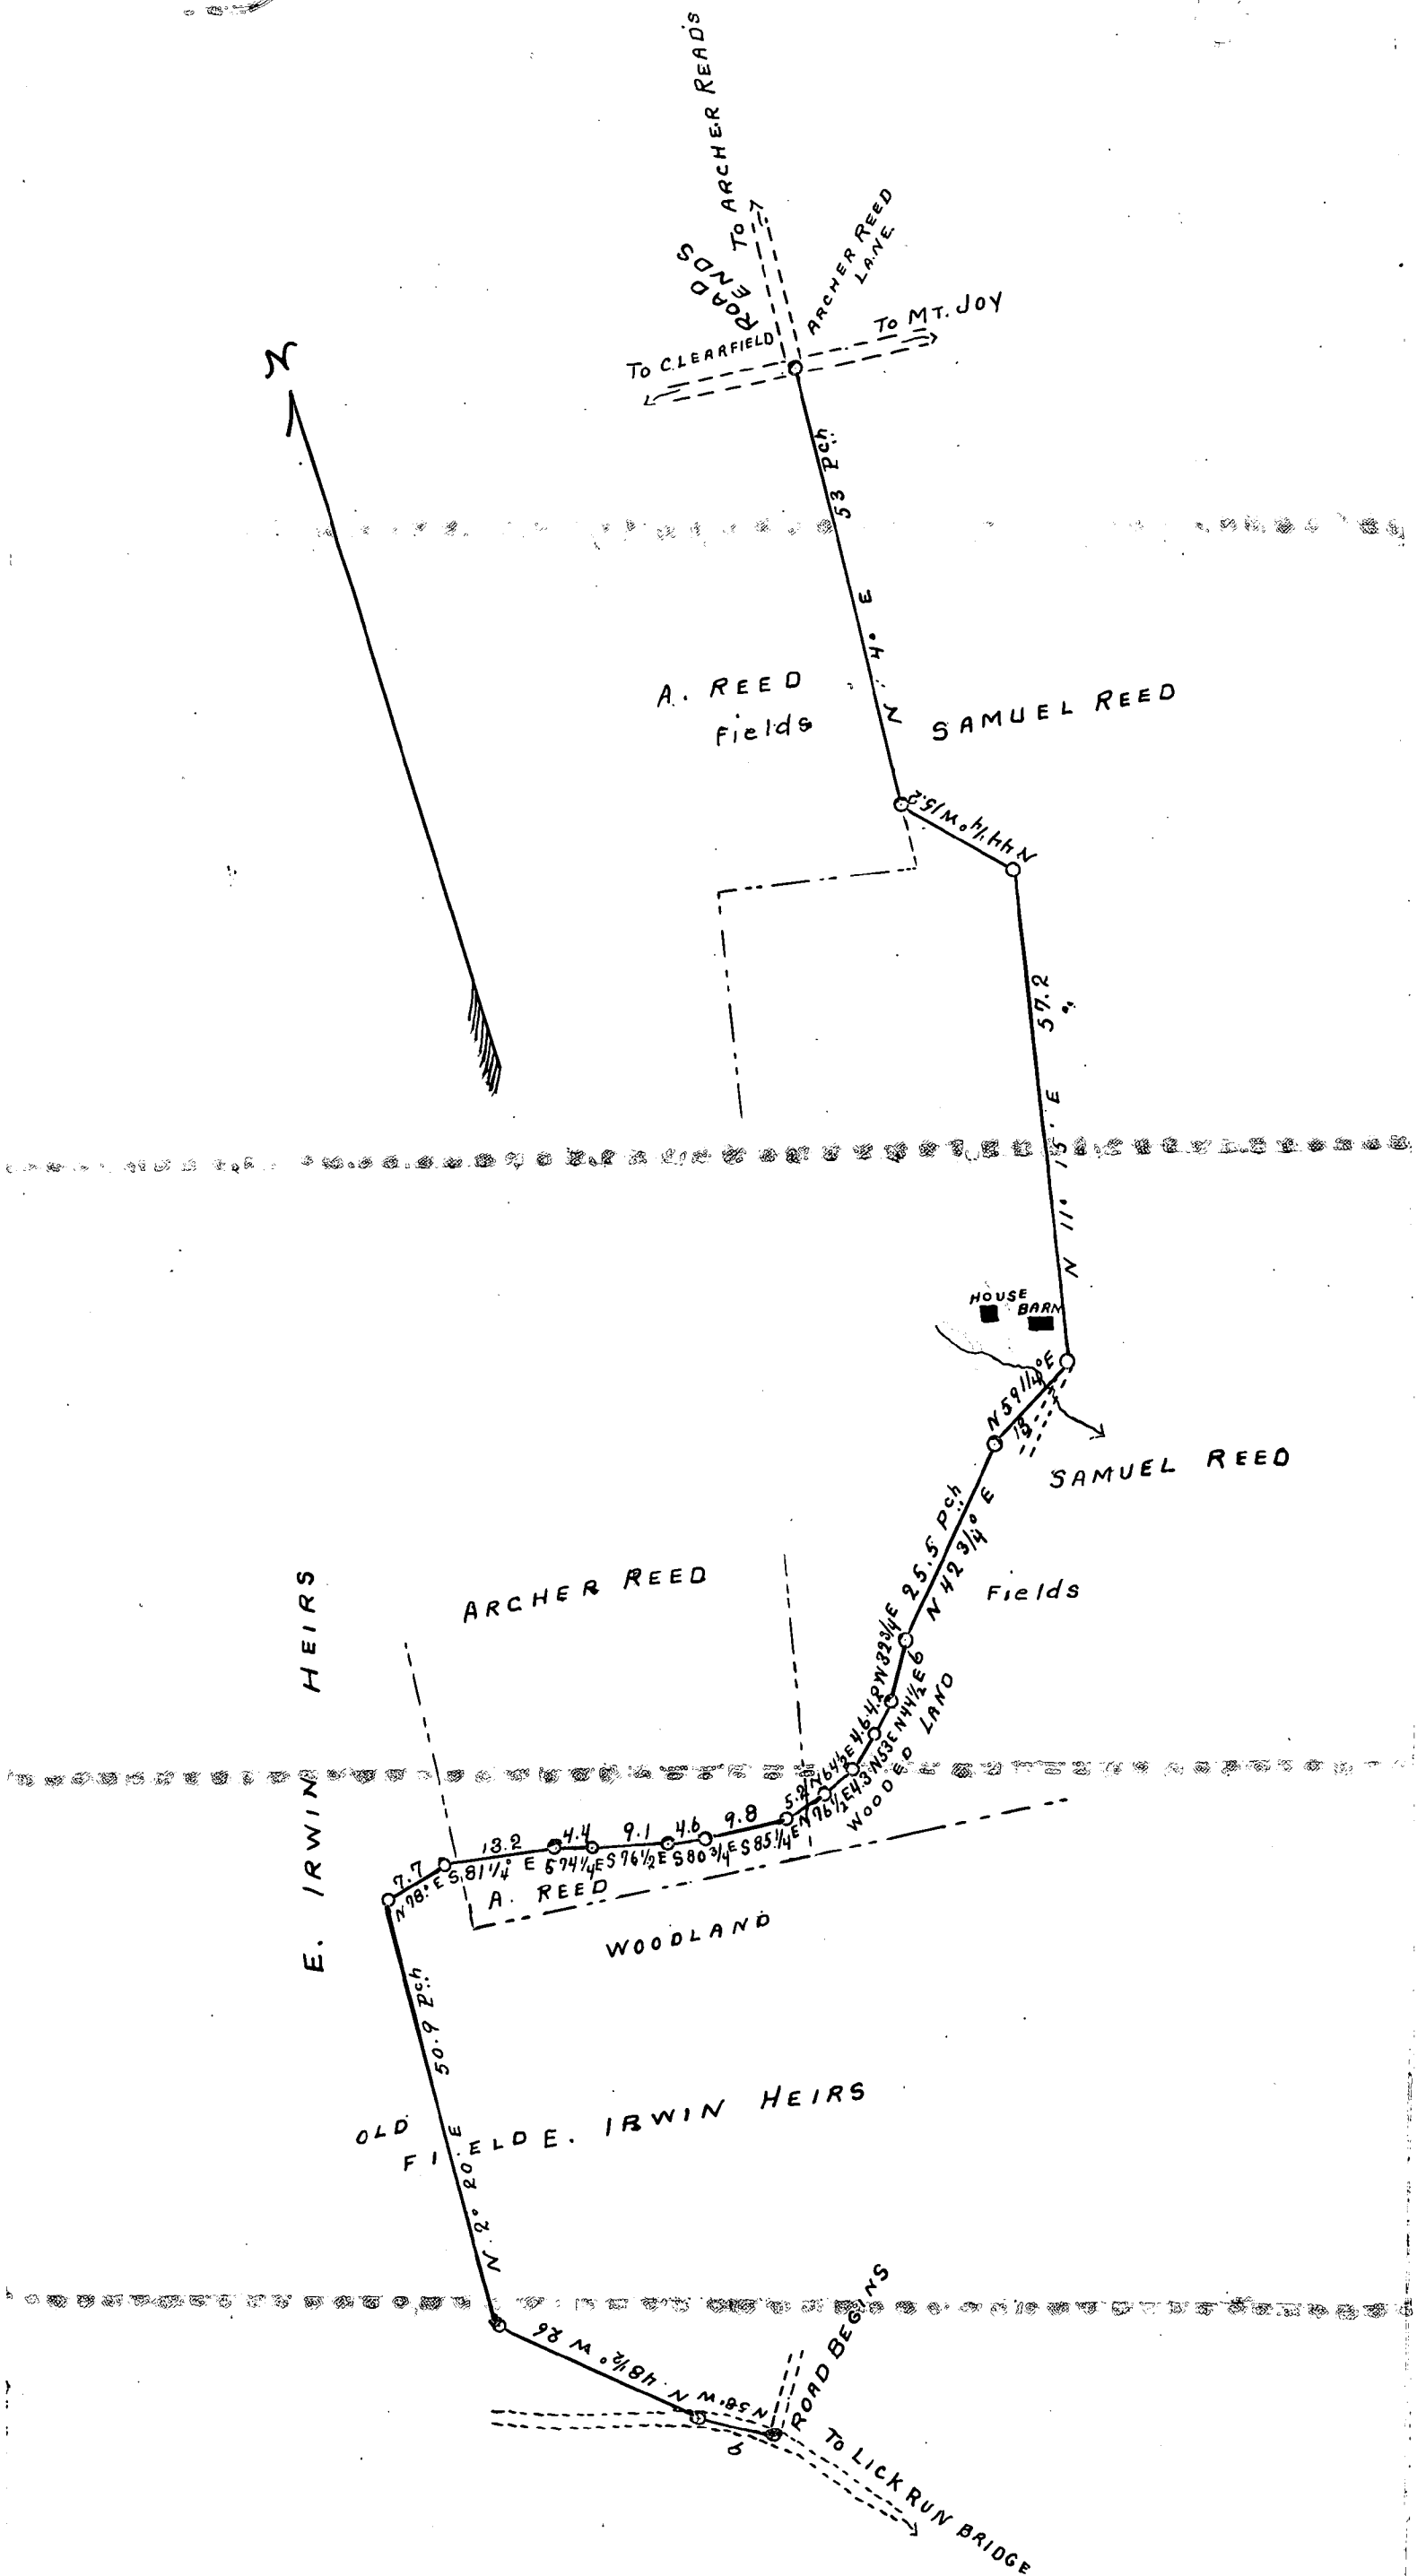 To ARCHER READ'S
ROAD
ENDS
ARCHER REED
LANE
To CLEARFIELD
To MT. JOY
N
53 Pch
N 4° E
A. REED
Fields
SAMUEL REED
N 44 1/4° W 15.2
57.2
N 11° 15' E
HOUSE
BARN
N 59 1/4° E
13
SAMUEL REED
25.5 Pch
N 42 3/4° E
Fields
ARCHER REED
E. IRWIN HEIRS
N 32 3/4 E
6
4.2
N 44 1/2 E
4.6
N 53 E
4.3
N 64 1/2 E
5.2
N 76 1/2 E
WOODED LAND
9.8
S 85 1/4 E
4.6
S 80 3/4 E
9.1
S 76 1/2 E
4.4
S 74 1/4 E
13.2
S 81 1/4° E
7.7
N 78° E
A. REED
WOODLAND
50.9 Pch
N 2° 20 E
OLD
FIELD
E. IRWIN HEIRS
N. 48 1/2° W 26
N 58° W
9
ROAD BEGINS
To LICK RUN BRIDGE